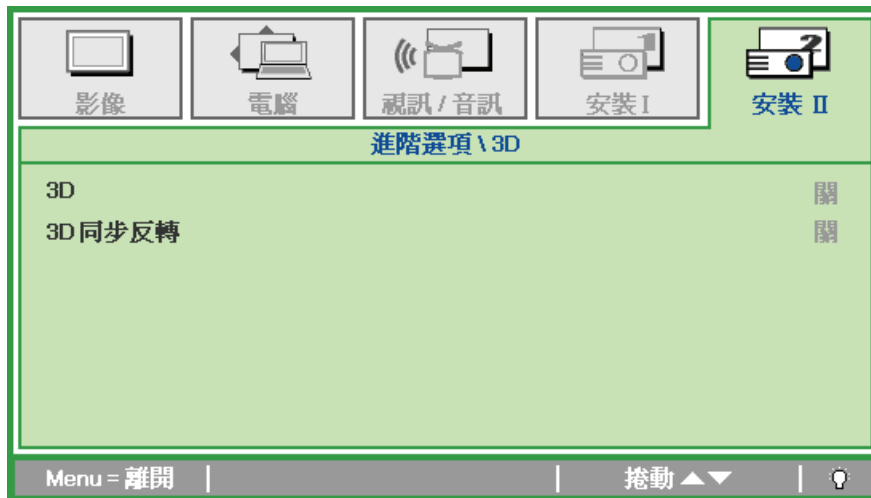 影像 電腦 視訊 / 音訊 安裝 I 安裝 II
進階選項 \ 3D
3D 關
3D 同步反轉 關
Menu = 離開 捲動